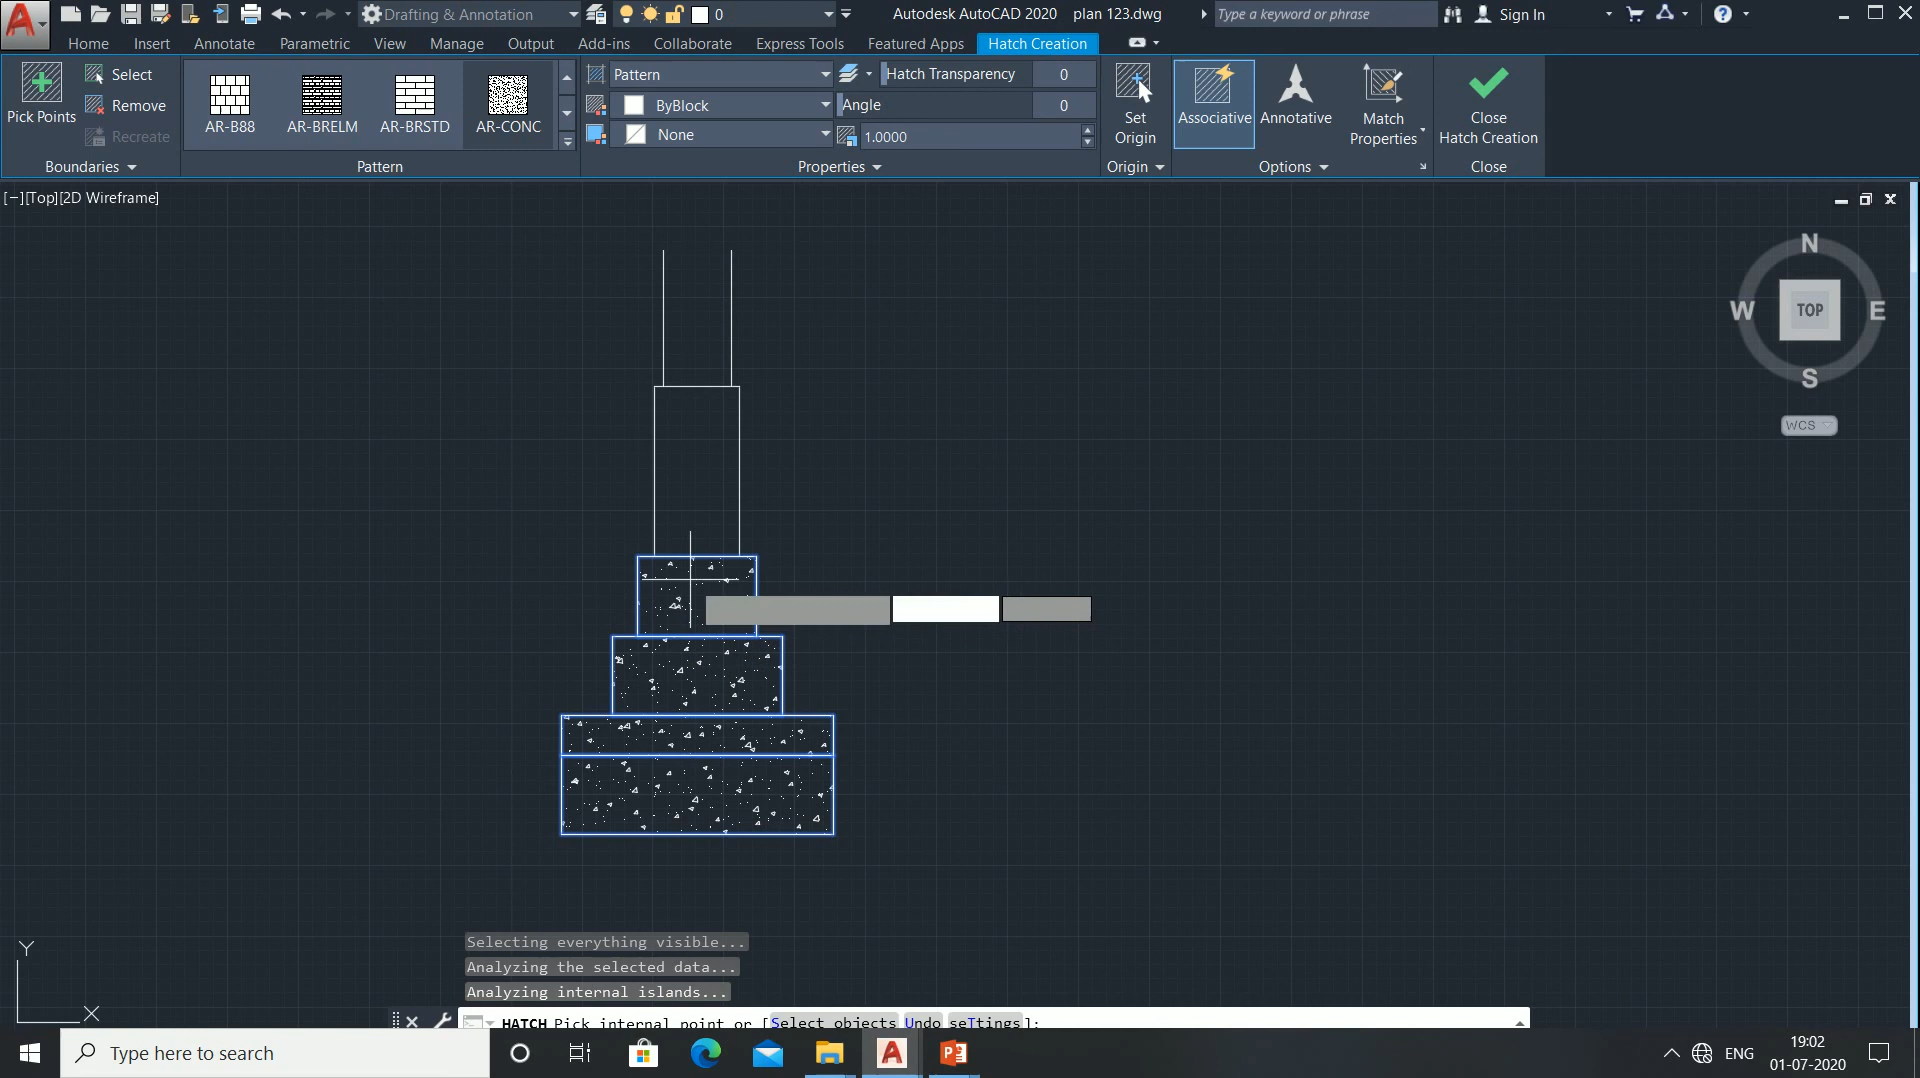 Drafting & Annotation
0
Autodesk AutoCAD 2020 plan 123.dwg
Type a keyword or phrase
Sign In
Home Insert Annotate Parametric View Manage Output Add-ins Collaborate Express Tools Featured Apps Hatch Creation
Pick Points
Select
Remove
Recreate
Boundaries
AR-B88 AR-BRELM AR-BRSTD AR-CONC
Pattern
Pattern
ByBlock
None
Hatch Transparency 0
Angle 0
1.0000
Properties
Set
Origin
Origin
Associative
Annotative
Match
Properties
Options
Close
Hatch Creation
Close
[−][Top][2D Wireframe]
N
W TOP E
S
WCS
Y
X
Selecting everything visible...
Analyzing the selected data...
Analyzing internal islands...
HATCH Pick internal point or [Select objects Undo seTtings]:
Type here to search
ENG
19:02
01-07-2020